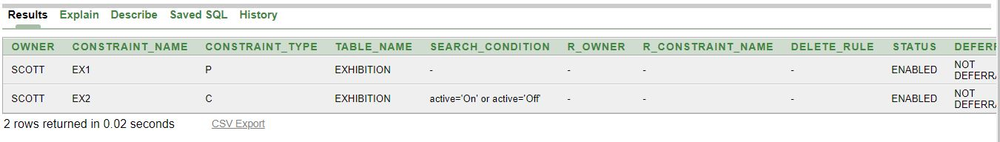 Results Explain Describe Saved SQL History
OWNER CONSTRAINT_NAME CONSTRAINT_TYPE TABLE_NAME SEARCH_CONDITION R_OWNER R_CONSTRAINT_NAME DELETE_RULE STATUS DEFERR
SCOTT EX1 P EXHIBITION - - - - ENABLED NOT
DEFERRA
SCOTT EX2 C EXHIBITION active='On' or active='Off' - - - ENABLED NOT
DEFERRA
2 rows returned in 0.02 seconds CSV Export